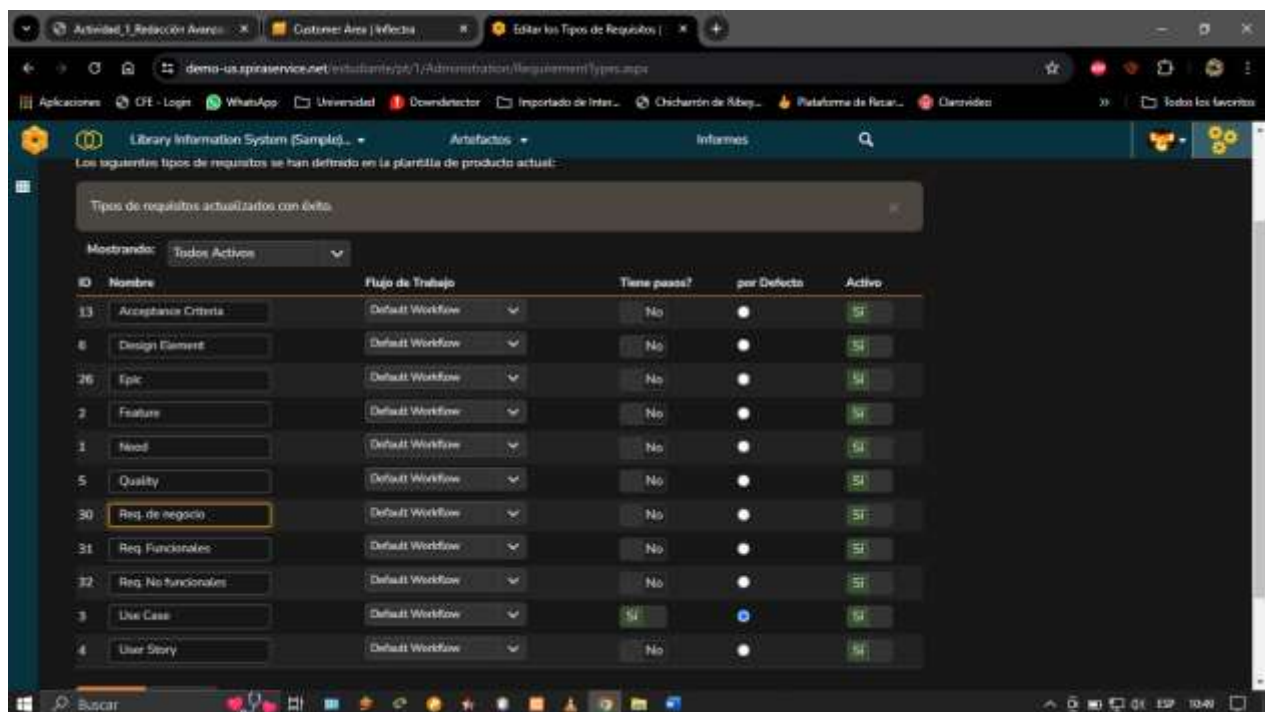 Actividad_1_Redacción Avanz...
Customer Area | Inflectra
Editar los Tipos de Requisitos |
demo-us.spiraservice.net/estudiante/pt/1/Administration/RequirementTypes.aspx
Aplicaciones CFE - Login WhatsApp Universidad Downdetector Importado de Inter... Chicharrón de Ribey... Plataforma de Recar... Clarovideo » Todos los favoritos
Library Information System (Sample)... Artefactos Informes
Los siguientes tipos de requisitos se han definido en la plantilla de producto actual:
Tipos de requisitos actualizados con éxito.
Mostrando: Todos Activos
ID Nombre Flujo de Trabajo Tiene pasos? por Defecto Activo
13 Acceptance Criteria Default Workflow No Sí
6 Design Element Default Workflow No Sí
26 Epic Default Workflow No Sí
2 Feature Default Workflow No Sí
1 Need Default Workflow No Sí
5 Quality Default Workflow No Sí
30 Req. de negocio Default Workflow No Sí
31 Req. Funcionales Default Workflow No Sí
32 Req. No funcionales Default Workflow No Sí
3 Use Case Default Workflow Sí Sí
4 User Story Default Workflow No Sí
Buscar ESP 10:49